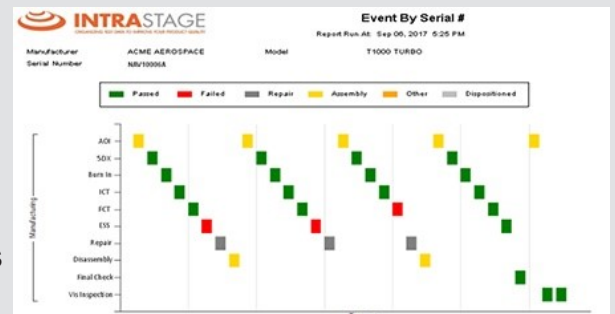 INTRASTAGE
Event By Serial #
Report Run At: Sep 06, 2017 5:25 PM
Manufacturer ACME AEROSPACE Model T1000 TURBO
Serial Number NAV10006A
Passed Failed Repair Assembly Other Dispositioned
Manufacturing
AOI
5DX
Burn In
ICT
FCT
ESS
Repair
Disassembly
Final Check
Vis Inspection